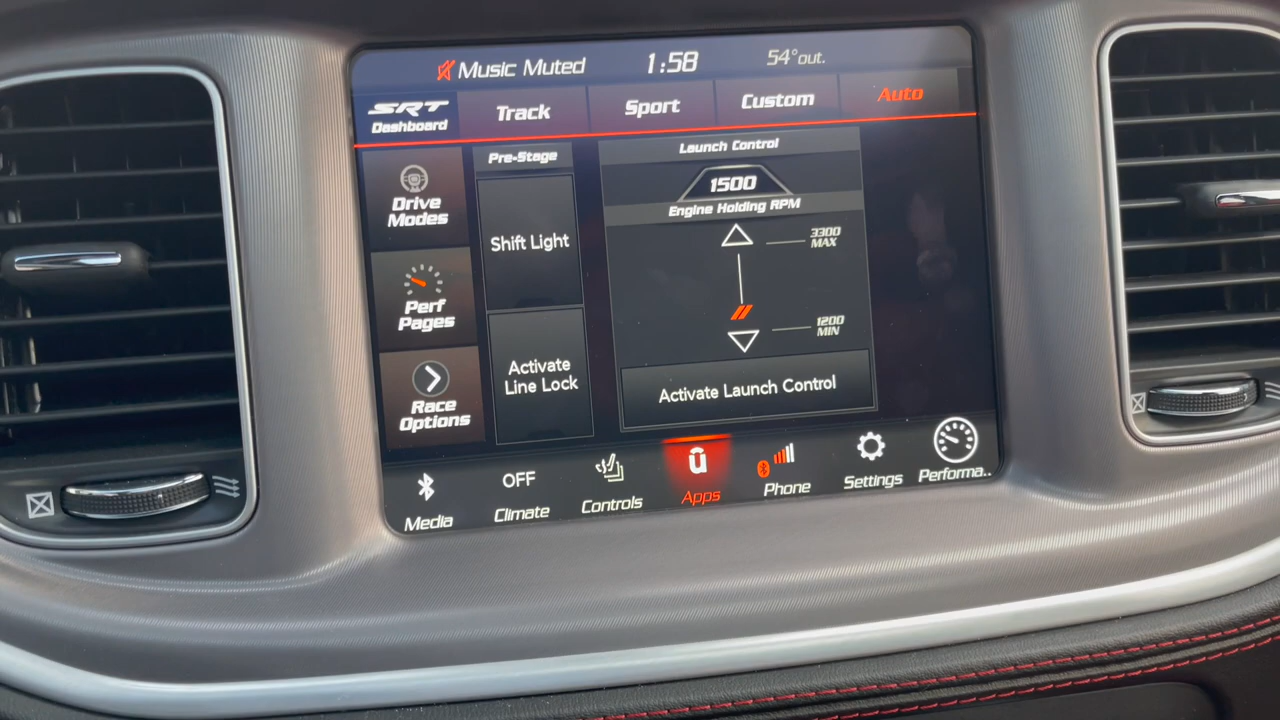 Music Muted
1:58
54°out.
SRT
Dashboard
Track
Sport
Custom
Auto
Drive
Modes
Perf
Pages
Race
Options
Pre-Stage
Shift Light
Activate
Line Lock
Launch Control
1500
Engine Holding RPM
3300
MAX
1200
MIN
Activate Launch Control
Media
OFF
Climate
Controls
Apps
Phone
Settings
Performa..